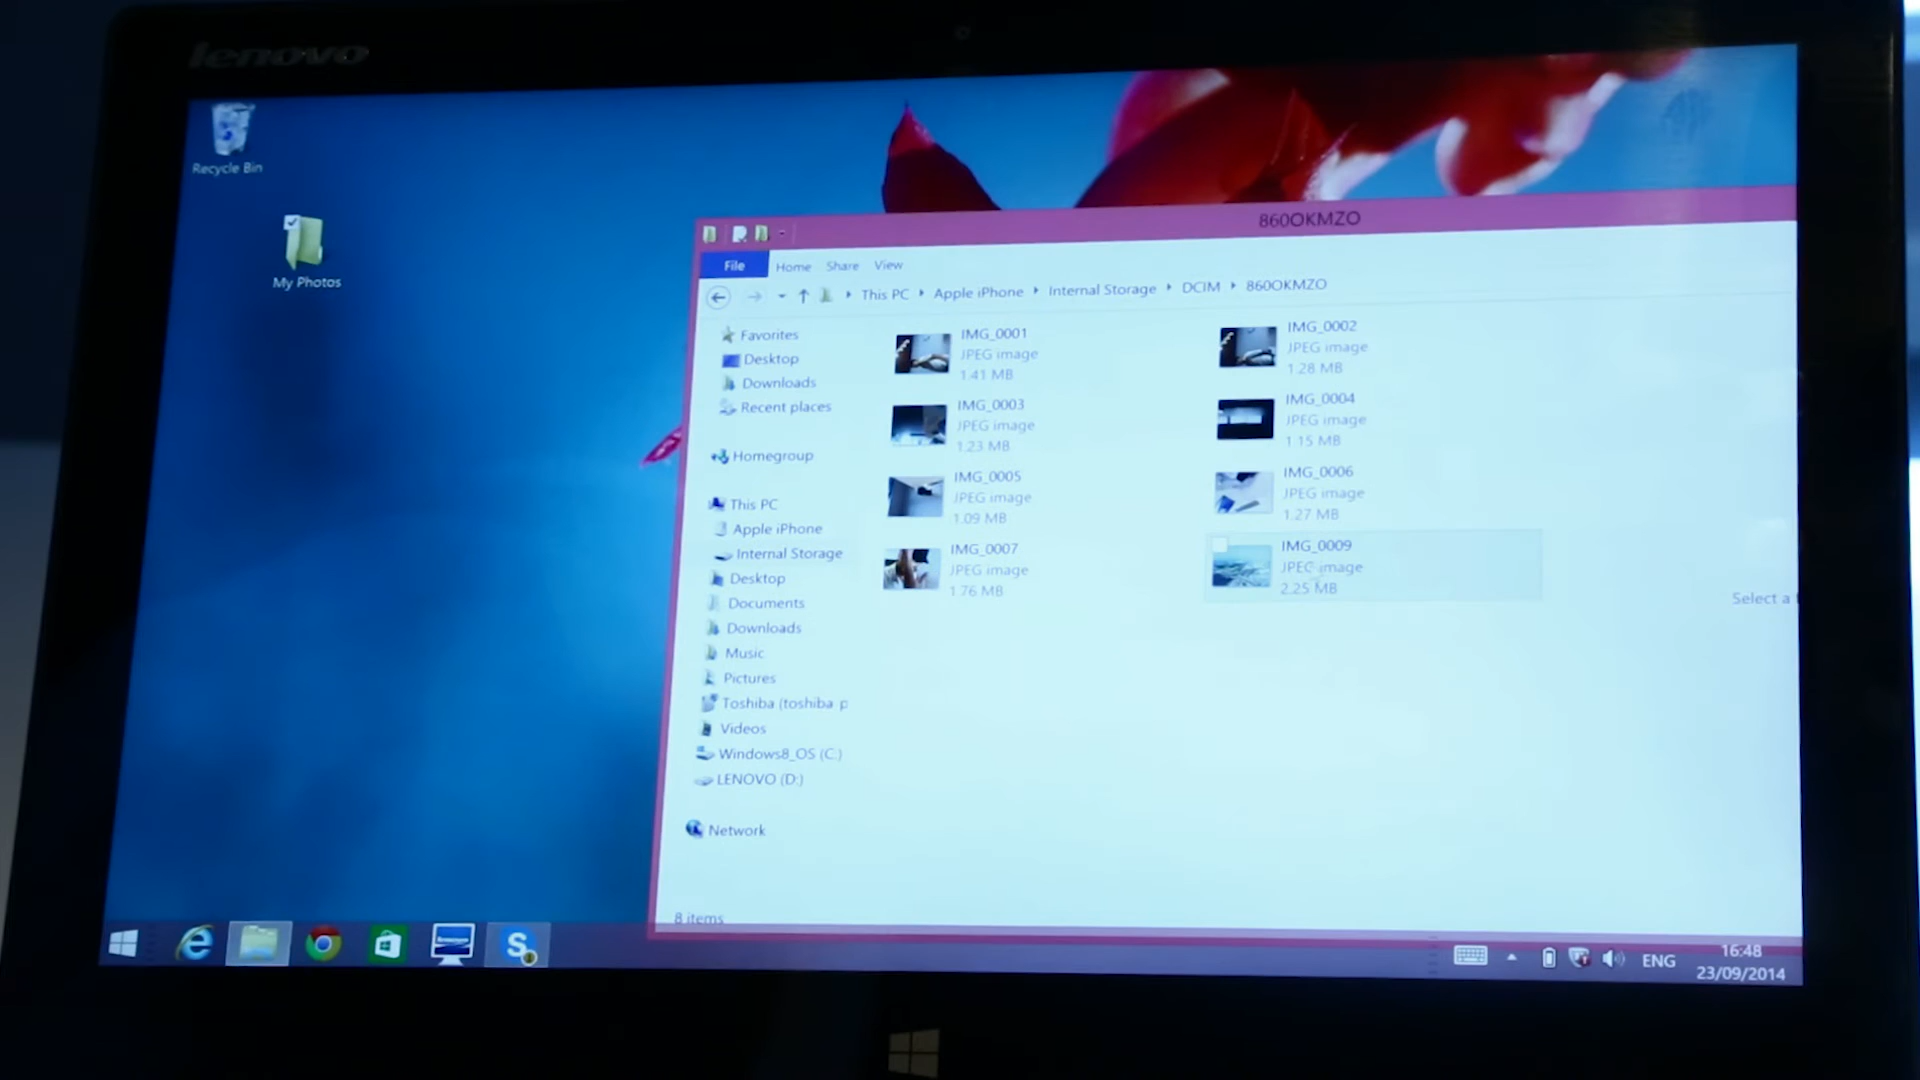 lenovo
Recycle Bin
My Photos
860OKMZO
File Home Share View
This PC Apple iPhone Internal Storage DCIM 860OKMZO
Favorites
Desktop
Downloads
Recent places
Homegroup
This PC
Apple iPhone
Internal Storage
Desktop
Documents
Downloads
Music
Pictures
Toshiba (toshiba p
Videos
Windows8_OS (C:)
LENOVO (D:)
Network
IMG_0001
JPEG image
1.41 MB
IMG_0002
JPEG image
1.28 MB
IMG_0003
JPEG image
1.23 MB
IMG_0004
JPEG image
1.15 MB
IMG_0005
JPEG image
1.09 MB
IMG_0006
JPEG image
1.27 MB
IMG_0007
JPEG image
1.76 MB
IMG_0009
JPEG image
2.25 MB
Select a
8 items
ENG
16:48
23/09/2014